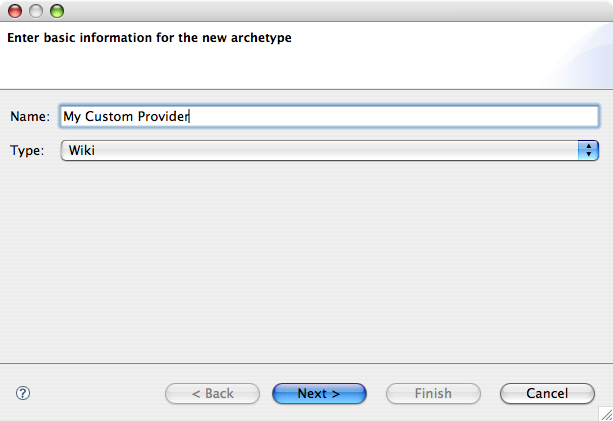 Enter basic information for the new archetype
Name: My Custom Provider
Type: Wiki
? < Back Next > Finish Cancel